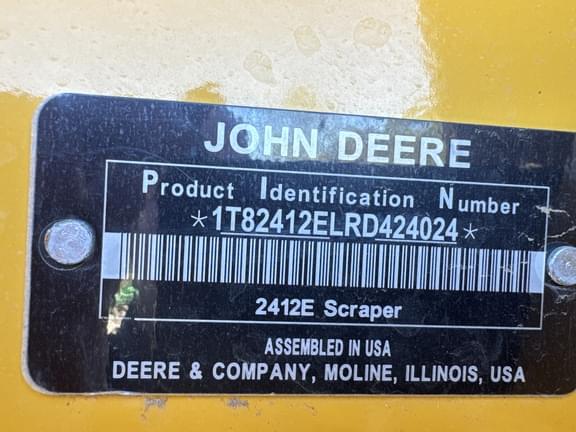 JOHN DEERE
Product Identification Number
*1T82412ELRD424024*
2412E Scraper
ASSEMBLED IN USA
DEERE & COMPANY, MOLINE, ILLINOIS, USA